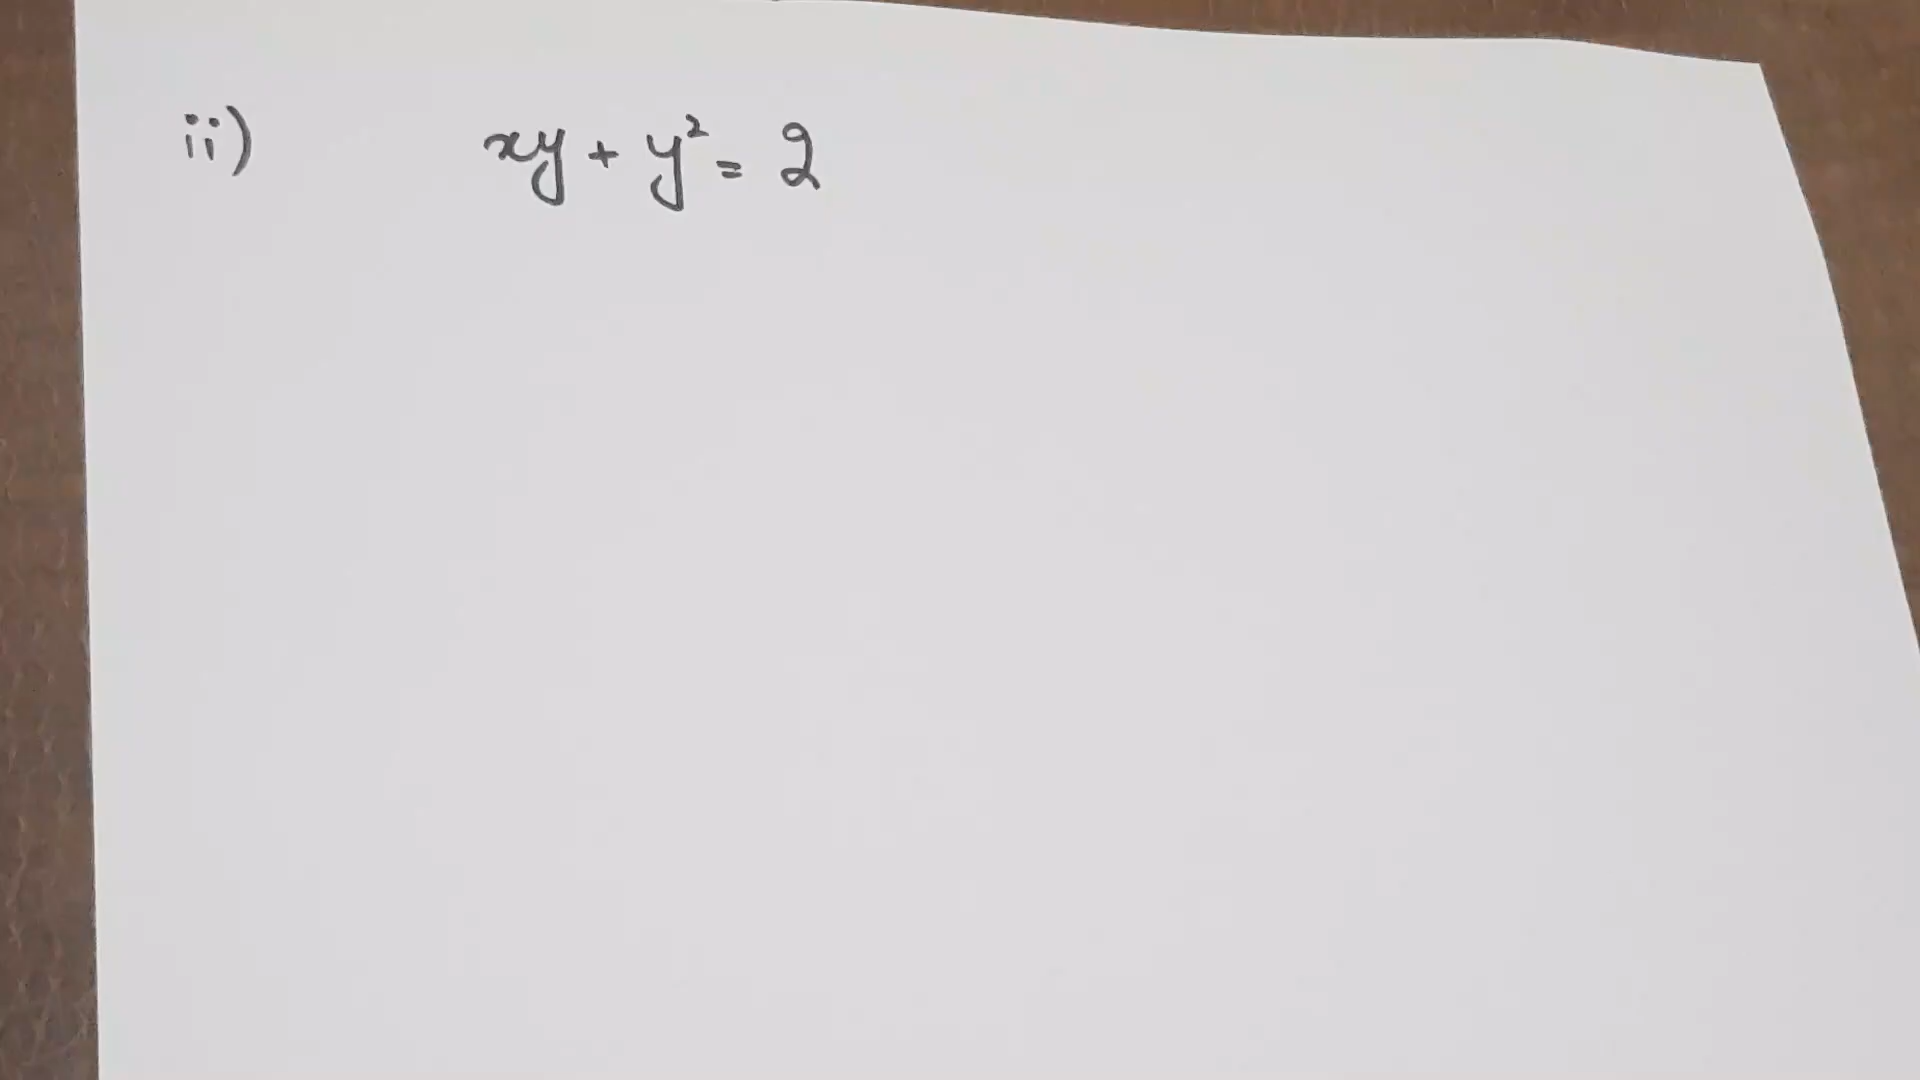 ii) xy + y² = 2